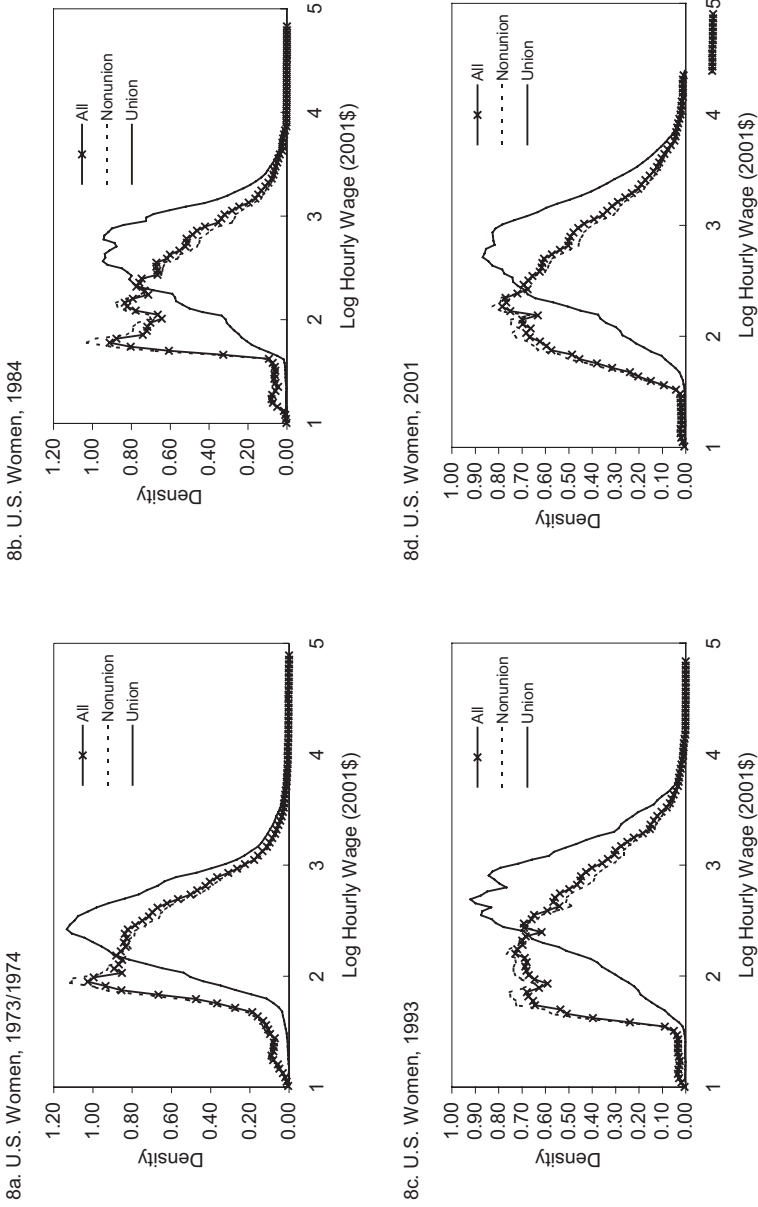 8a. U.S. Women, 1973/1974
1.20
1.00
0.80
0.60
0.40
0.20
0.00
Density
1
2
3
4
5
Log Hourly Wage (2001$)
All
Nonunion
Union
8b. U.S. Women, 1984
1.20
1.00
0.80
0.60
0.40
0.20
0.00
Density
1
2
3
4
5
Log Hourly Wage (2001$)
All
Nonunion
Union
8c. U.S. Women, 1993
1.00
0.90
0.80
0.70
0.60
0.50
0.40
0.30
0.20
0.10
0.00
Density
1
2
3
4
5
Log Hourly Wage (2001$)
All
Nonunion
Union
8d. U.S. Women, 2001
1.00
0.90
0.80
0.70
0.60
0.50
0.40
0.30
0.20
0.10
0.00
Density
1
2
3
4
5
Log Hourly Wage (2001$)
All
Nonunion
Union